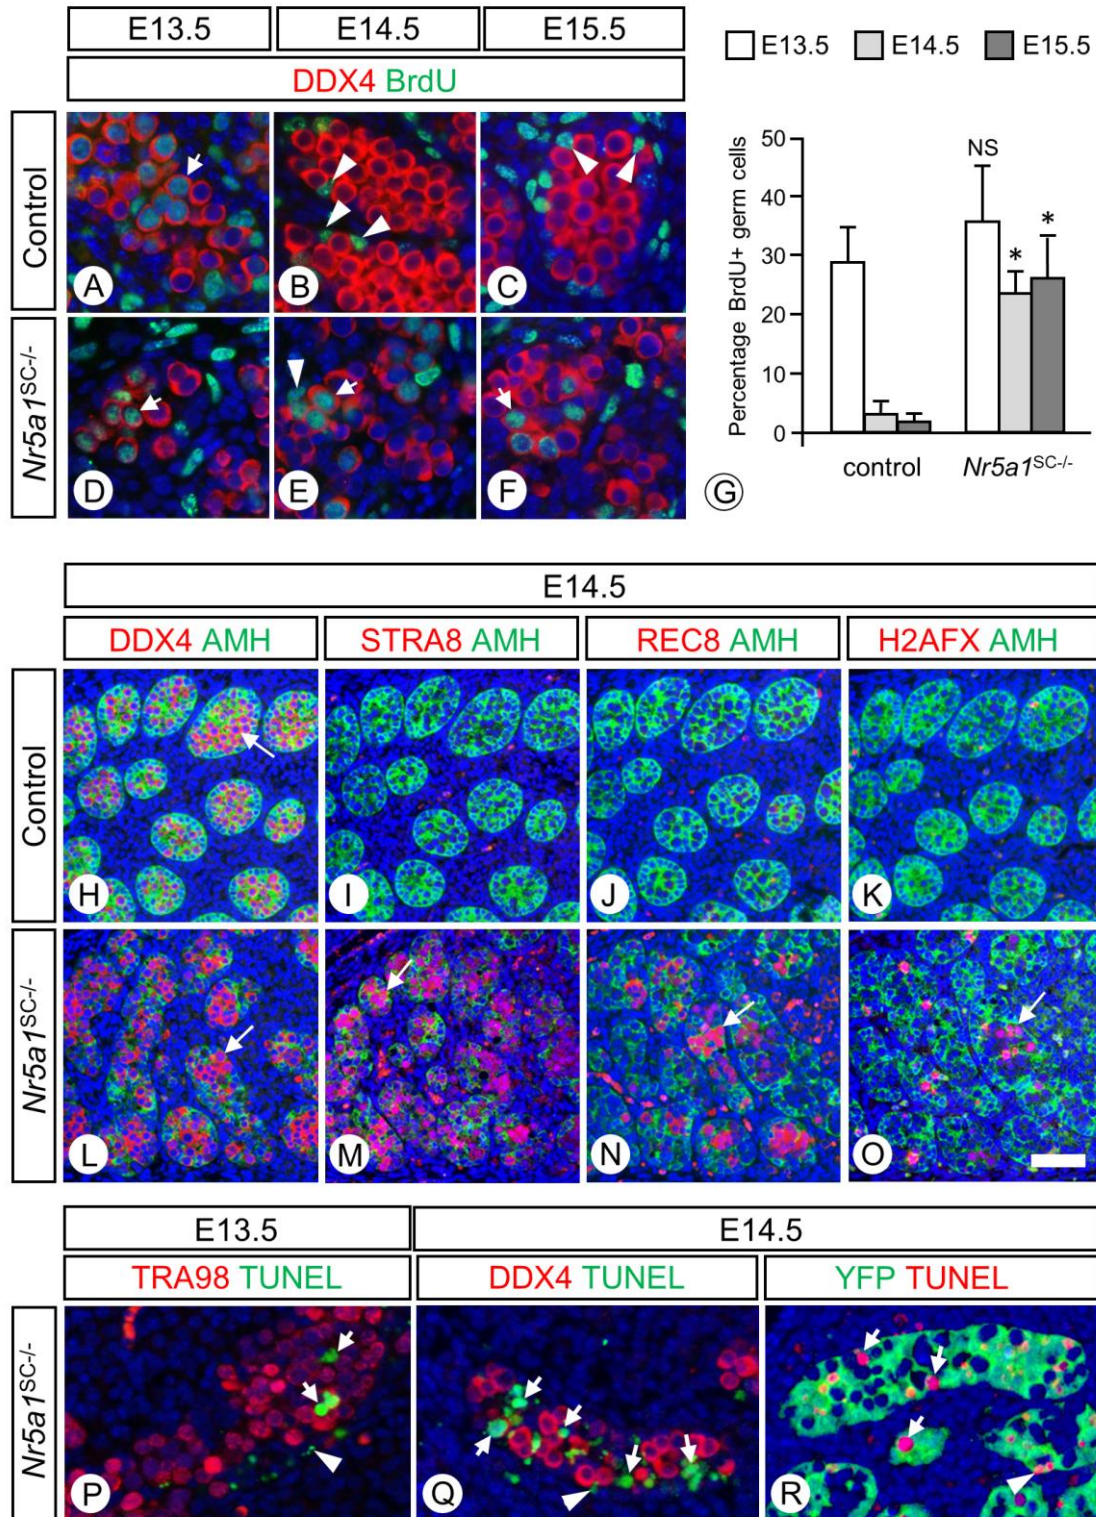 E13.5 E14.5 E15.5
DDX4 BrdU
Control
A B C
Nr5a1SC-/-
D E F
E13.5 E14.5 E15.5
Percentage BrdU+ germ cells
50
40
30
20
10
0
NS
*
*
control Nr5a1SC-/-
G
E14.5
DDX4 AMH STRA8 AMH REC8 AMH H2AFX AMH
Control
H I J K
Nr5a1SC-/-
L M N O
E13.5 E14.5
TRA98 TUNEL DDX4 TUNEL YFP TUNEL
Nr5a1SC-/-
P Q R